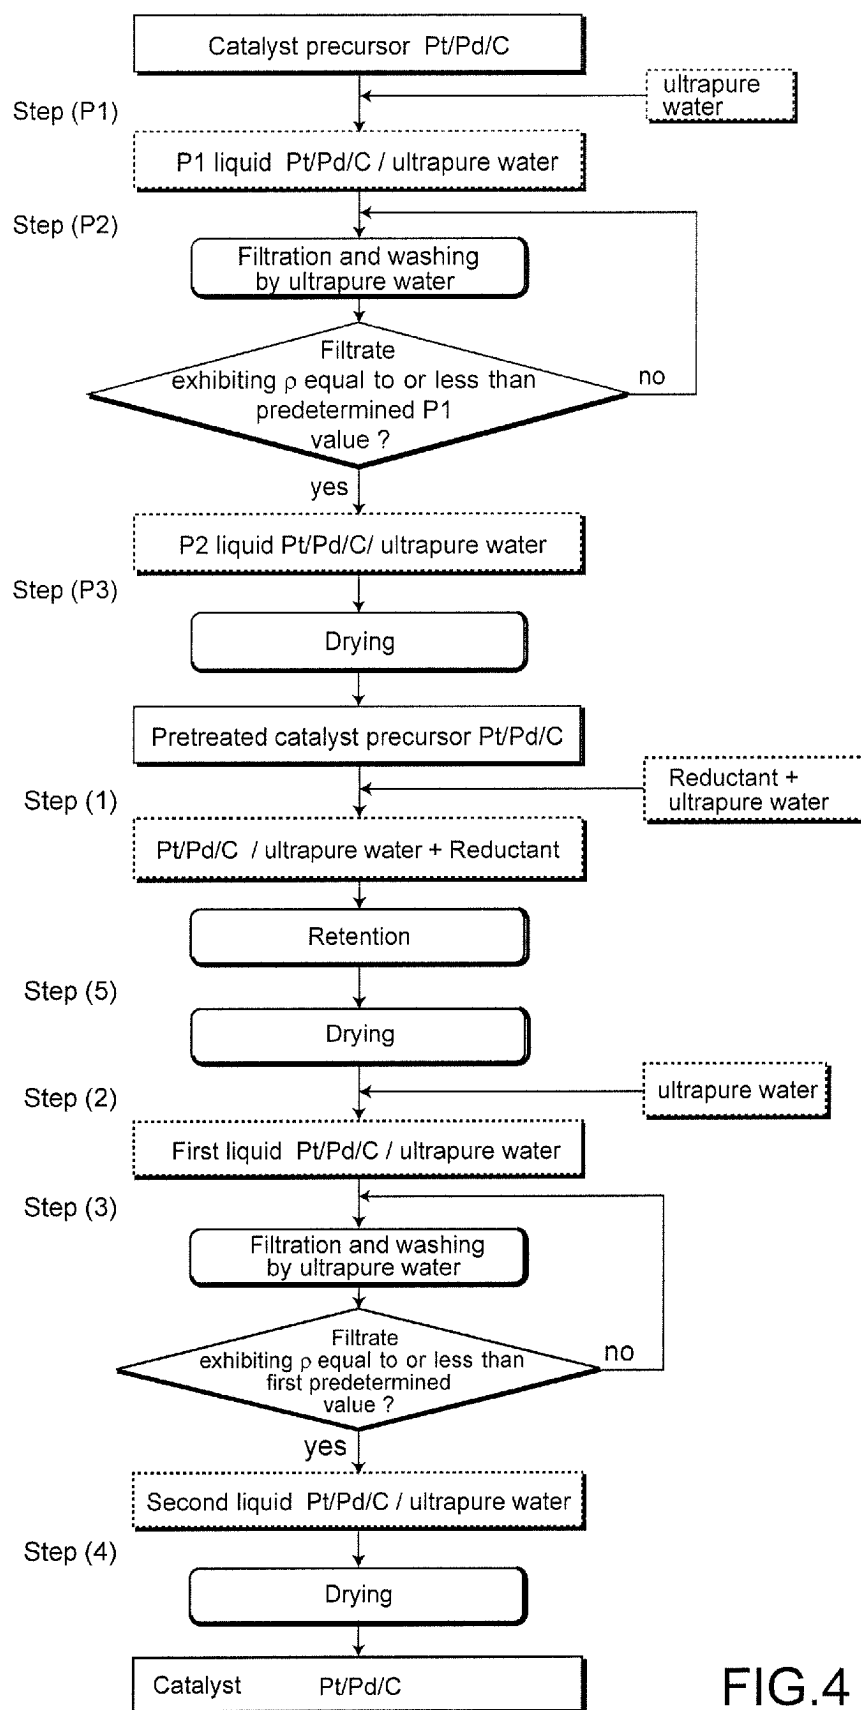 Catalyst precursor Pt/Pd/C
ultrapure
water
Step (P1)
P1 liquid Pt/Pd/C / ultrapure water
Step (P2)
Filtration and washing
by ultrapure water
Filtrate
exhibiting ρ equal to or less than
predetermined P1
value ?
no
yes
P2 liquid Pt/Pd/C/ ultrapure water
Step (P3)
Drying
Pretreated catalyst precursor Pt/Pd/C
Reductant +
ultrapure water
Step (1)
Pt/Pd/C / ultrapure water + Reductant
Retention
Step (5)
Drying
ultrapure water
Step (2)
First liquid Pt/Pd/C / ultrapure water
Step (3)
Filtration and washing
by ultrapure water
Filtrate
exhibiting ρ equal to or less than
first predetermined
value ?
no
yes
Second liquid Pt/Pd/C / ultrapure water
Step (4)
Drying
Catalyst Pt/Pd/C
FIG.4